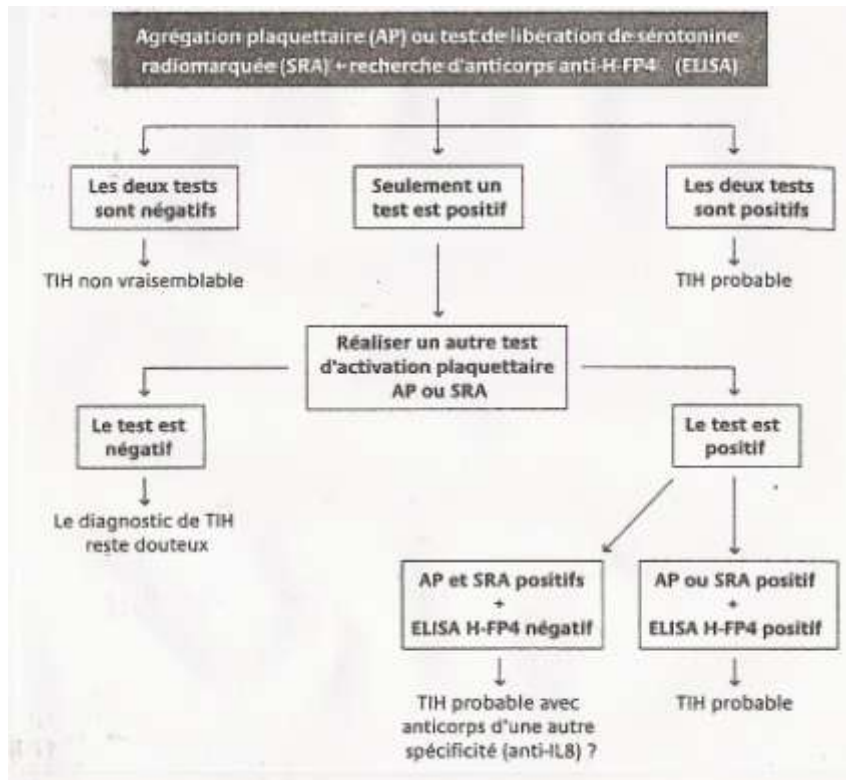 Agrégation plaquettaire (AP) ou test de libération de sérotonine
radiomarquée (SRA) + recherche d'anticorps anti-H-FP4 (ELISA)
Les deux tests
sont négatifs
Seulement un
test est positif
Les deux tests
sont positifs
TIH non vraisemblable
TIH probable
Réaliser un autre test
d'activation plaquettaire
AP ou SRA
Le test est
négatif
Le test est
positif
Le diagnostic de TIH
reste douteux
AP et SRA positifs
+
ELISA H-FP4 négatif
AP ou SRA positif
+
ELISA H-FP4 positif
TIH probable avec
anticorps d'une autre
spécificité (anti-IL8) ?
TIH probable